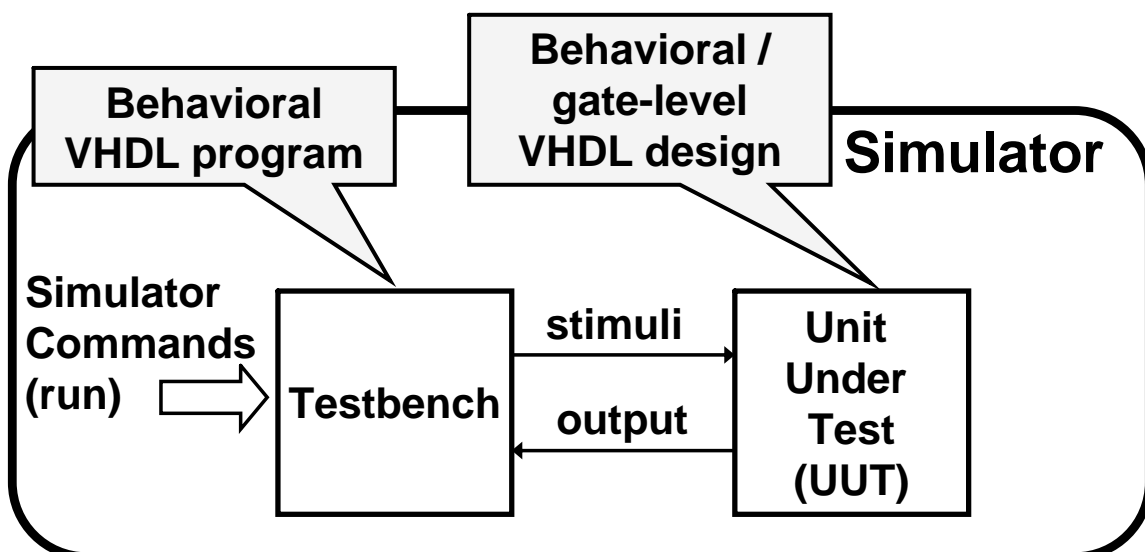 Behavioral
VHDL program
Behavioral /
gate-level
VHDL design
Simulator
Simulator
Commands
(run)
Testbench
stimuli
output
Unit
Under
Test
(UUT)